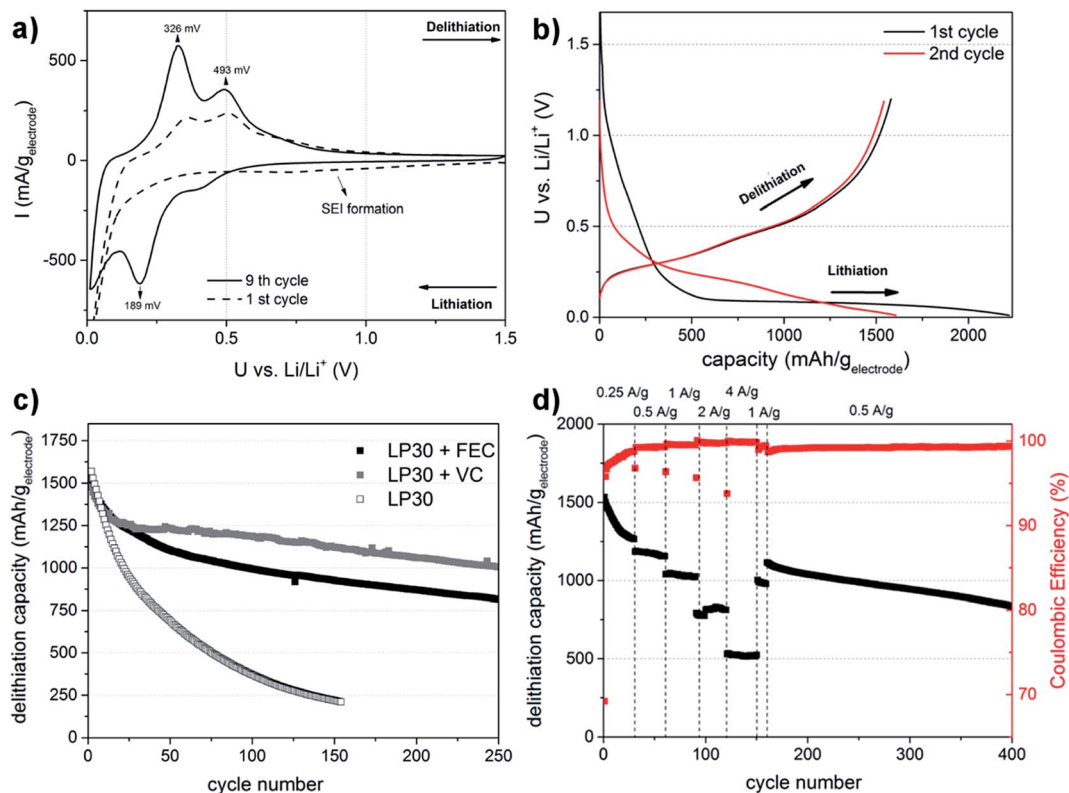 a)
326 mV
493 mV
Delithiation
500
0
-500
I (mA/g_electrode)
SEI formation
189 mV
9 th cycle
1 st cycle
Lithiation
0.0 0.5 1.0 1.5
U vs. Li/Li⁺ (V)
b)
1st cycle
2nd cycle
1.5
1.0
0.5
0.0
U vs. Li/Li⁺ (V)
Delithiation
Lithiation
0 500 1000 1500 2000
capacity (mAh/g_electrode)
c)
LP30 + FEC
LP30 + VC
LP30
1750
1500
1250
1000
750
500
250
0
delithiation capacity (mAh/g_electrode)
0 50 100 150 200 250
cycle number
d)
0.25 A/g 1 A/g 4 A/g
0.5 A/g 2 A/g 1 A/g 0.5 A/g
2000
1500
1000
500
0
delithiation capacity (mAh/g_electrode)
100
90
80
70
Coulombic Efficiency (%)
0 100 200 300 400
cycle number